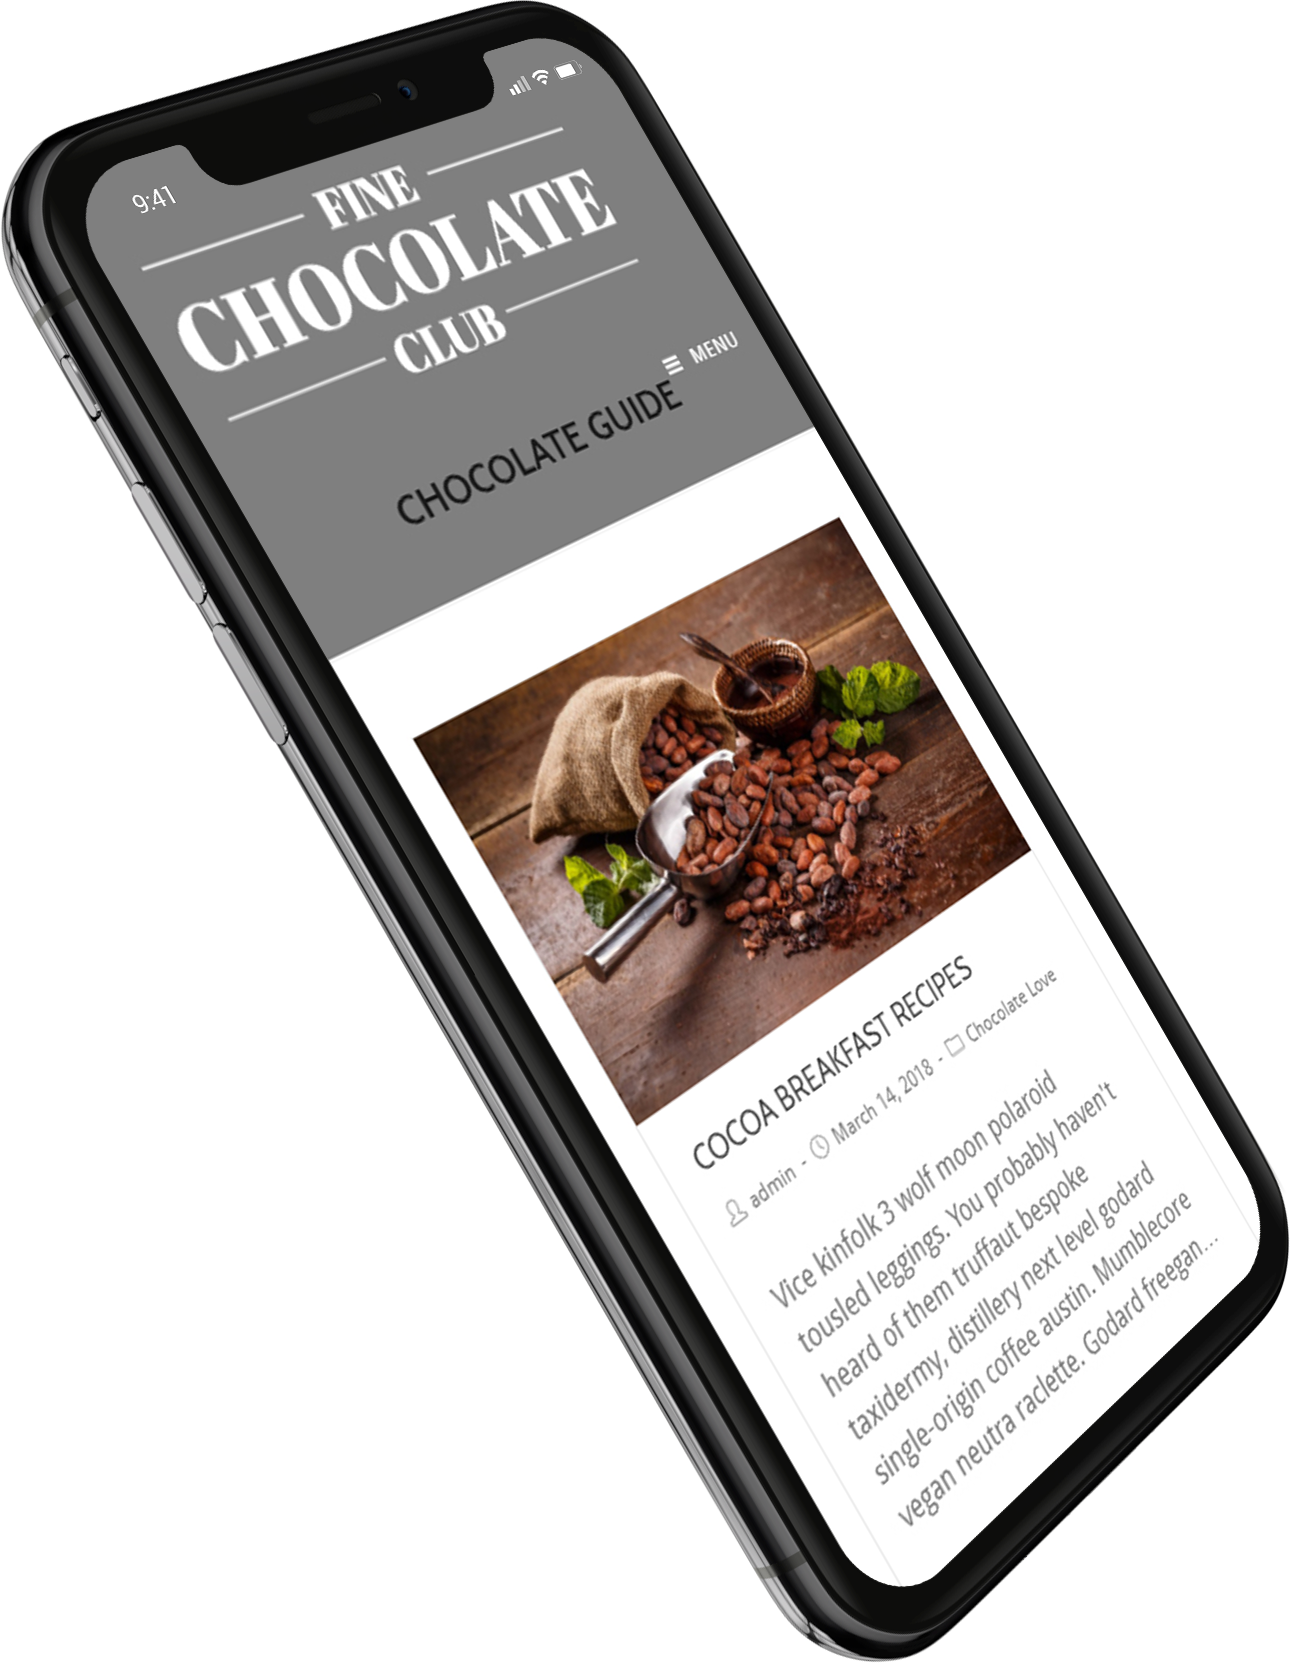 9:41
FINE
CHOCOLATE
CLUB
MENU
CHOCOLATE GUIDE
COCOA BREAKFAST RECIPES
admin - March 14, 2018 - Chocolate Love
Vice kinfolk 3 wolf moon polaroid
tousled leggings. You probably haven't
heard of them truffaut bespoke
taxidermy, distillery next level godard
single-origin coffee austin. Mumblecore
vegan neutra raclette. Godard freegan...